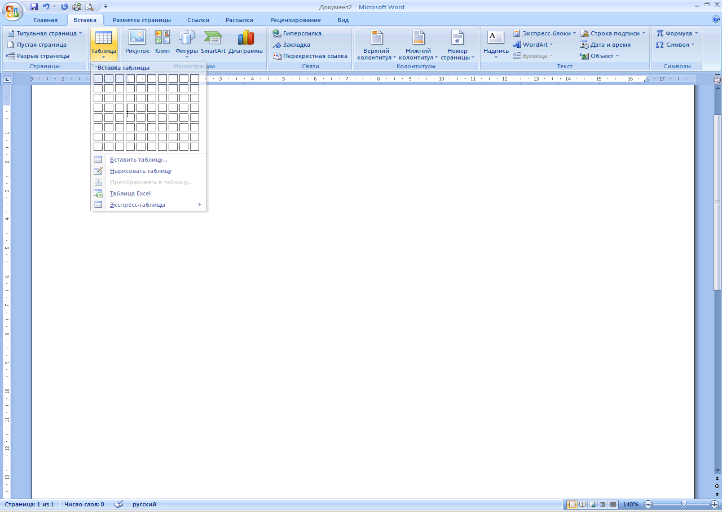 Документ2 - Microsoft Word
Главная Вставка Разметка страницы Ссылки Рассылки Рецензирование Вид
Титульная страница
Пустая страница
Разрыв страницы
Страницы
Таблица
Рисунок
Клип
Фигуры
SmartArt
Диаграмма
Гиперссылка
Закладка
Перекрестная ссылка
Связи
Верхний колонтитул
Нижний колонтитул
Номер страницы
Колонтитулы
Надпись
Экспресс-блоки
WordArt
Буквица
Строка подписи
Дата и время
Объект
Текст
Формула
Символ
Символы
Вставка таблицы
Вставить таблицу...
Нарисовать таблицу
Преобразовать в таблицу...
Таблица Excel
Экспресс-таблицы
Страница: 1 из 1 Число слов: 0 русский
140%